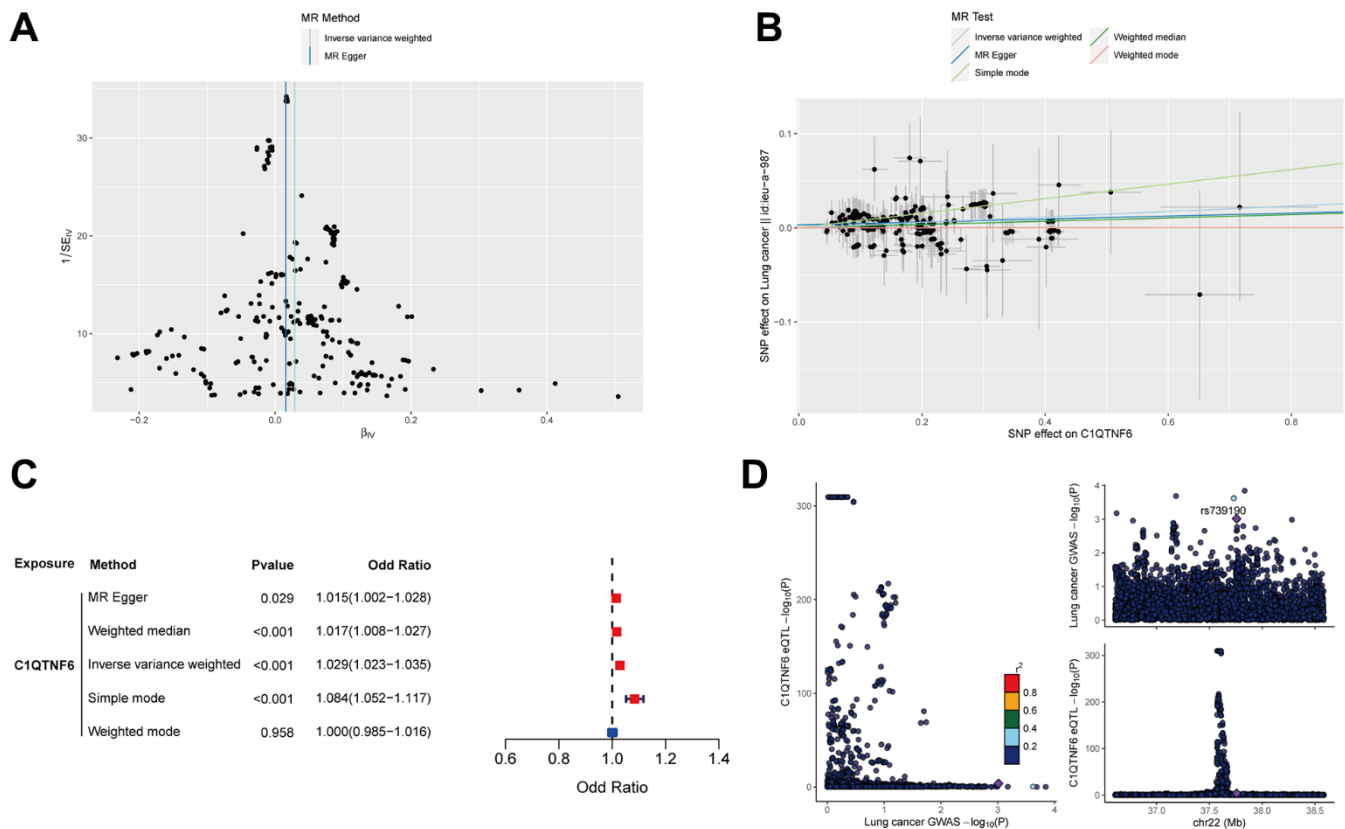 A
MR Method
Inverse variance weighted
MR Egger
1/SE_IV
30
20
10
−0.2
0.0
0.2
0.4
β_IV
B
MR Test
Inverse variance weighted
Weighted median
MR Egger
Weighted mode
Simple mode
SNP effect on Lung cancer || id:ieu-a-987
0.1
0.0
−0.1
0.0
0.2
0.4
0.6
0.8
SNP effect on C1QTNF6
C
Exposure Method Pvalue Odd Ratio
MR Egger 0.029 1.015(1.002−1.028)
Weighted median <0.001 1.017(1.008−1.027)
C1QTNF6 Inverse variance weighted <0.001 1.029(1.023−1.035)
Simple mode <0.001 1.084(1.052−1.117)
Weighted mode 0.958 1.000(0.985−1.016)
0.6 0.8 1.0 1.2 1.4
Odd Ratio
D
C1QTNF6 eQTL −log10(P)
300
200
100
0
0 1 2 3 4
Lung cancer GWAS −log10(P)
r2
0.8
0.6
0.4
0.2
Lung cancer GWAS −log10(P)
4
3
2
1
0
rs739190
C1QTNF6 eQTL −log10(P)
300
200
100
0
37.0 37.5 38.0 38.5
chr22 (Mb)